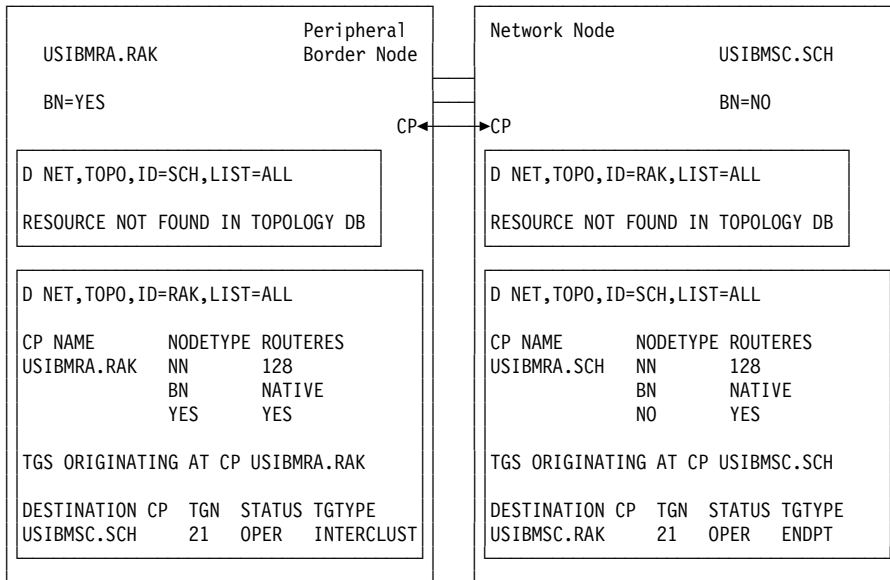 Peripheral
USIBMRA.RAK Border Node
BN=YES
CP
D NET,TOPO,ID=SCH,LIST=ALL
RESOURCE NOT FOUND IN TOPOLOGY DB
D NET,TOPO,ID=RAK,LIST=ALL
CP NAME NODETYPE ROUTERES
USIBMRA.RAK NN 128
BN NATIVE
YES YES
TGS ORIGINATING AT CP USIBMRA.RAK
DESTINATION CP TGN STATUS TGTYPE
USIBMSC.SCH 21 OPER INTERCLUST
Network Node
USIBMSC.SCH
BN=NO
CP
D NET,TOPO,ID=RAK,LIST=ALL
RESOURCE NOT FOUND IN TOPOLOGY DB
D NET,TOPO,ID=SCH,LIST=ALL
CP NAME NODETYPE ROUTERES
USIBMRA.SCH NN 128
BN NATIVE
NO YES
TGS ORIGINATING AT CP USIBMSC.SCH
DESTINATION CP TGN STATUS TGTYPE
USIBMSC.RAK 21 OPER ENDPT